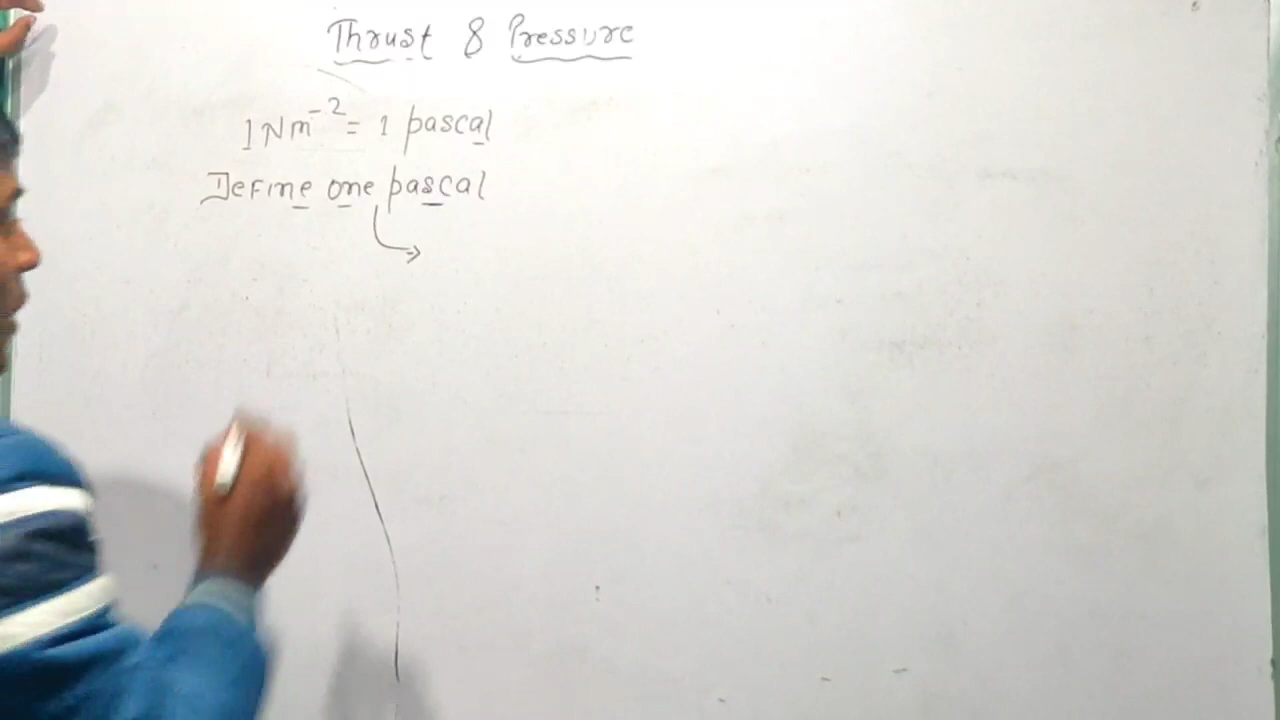 Thrust & Pressure
1 Nm⁻² = 1 pascal
Define one pascal